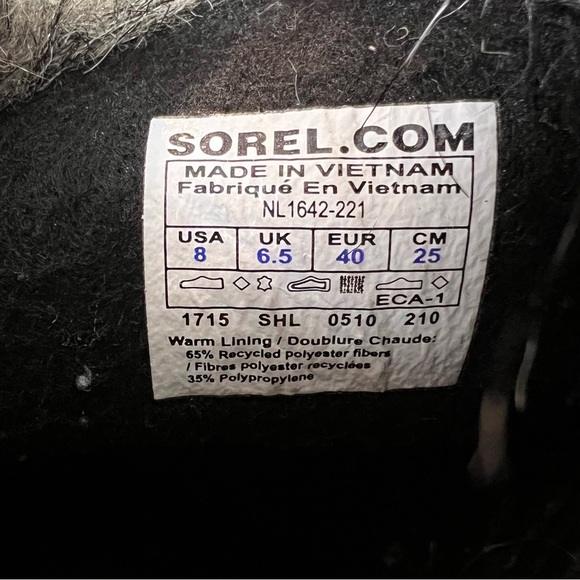 SOREL.COM
MADE IN VIETNAM
Fabriqué En Vietnam
NL1642-221
USA UK EUR CM
8 6.5 40 25
ECA-1
1715 SHL 0510 210
Warm Lining / Doublure Chaude:
65% Recycled polyester fibers
/ Fibres polyester recyclées
35% Polypropylene